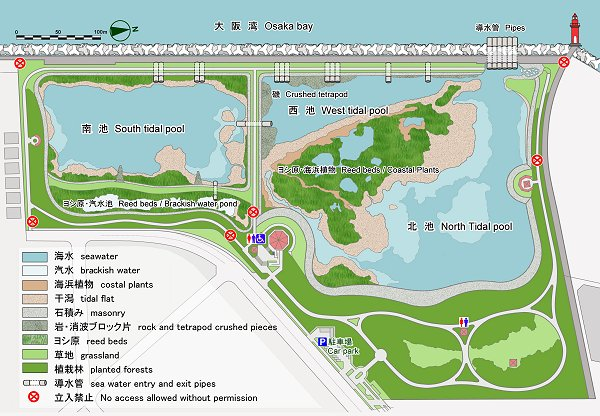 0 50 100m
大阪湾 Osaka bay
導水管 Pipes
磯 Crushed tetrapod
西池 West tidal pool
南池 South tidal pool
ヨシ原・海浜植物 Reed beds / Coastal Plants
ヨシ原・汽水池 Reed beds / Brackish water pond
北池 North Tidal pool
海水 seawater
汽水 brackish water
海浜植物 costal plants
干潟 tidal flat
石積み masonry
岩・消波ブロック片 rock and tetrapod crushed pieces
ヨシ原 reed beds
草地 grassland
植栽林 planted forests
導水管 sea water entry and exit pipes
立入禁止 No access allowed without permission
P 駐車場
Car park